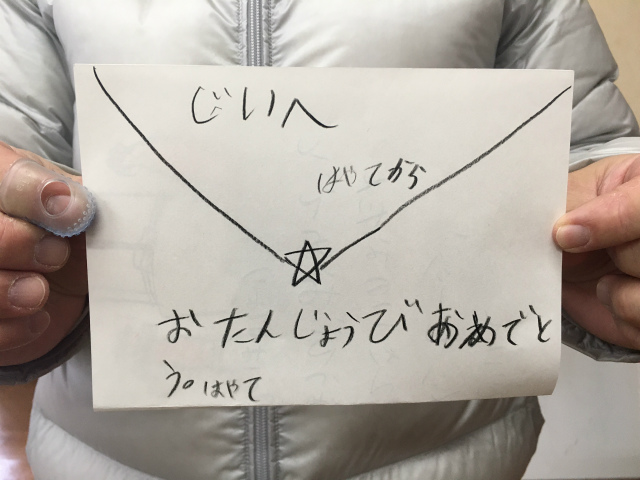 じいへ
はやてから
おたんじょうびおめでと
う。はやて